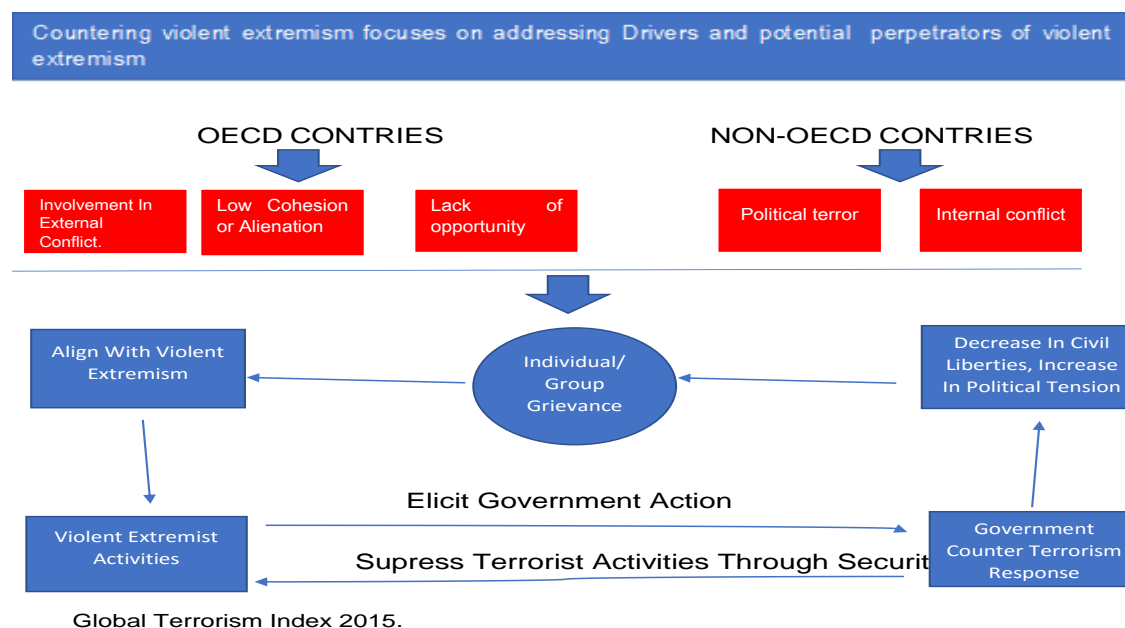 Countering violent extremism focuses on addressing Drivers and potential perpetrators of violent
extremism
OECD CONTRIES
NON-OECD CONTRIES
Involvement In
External
Conflict.
Low Cohesion
or Alienation
Lack of
opportunity
Political terror
Internal conflict
Align With Violent
Extremism
Individual/
Group
Grievance
Decrease In Civil
Liberties, Increase
In Political Tension
Elicit Government Action
Violent Extremist
Activities
Supress Terrorist Activities Through Securit
Government
Counter Terrorism
Response
Global Terrorism Index 2015.